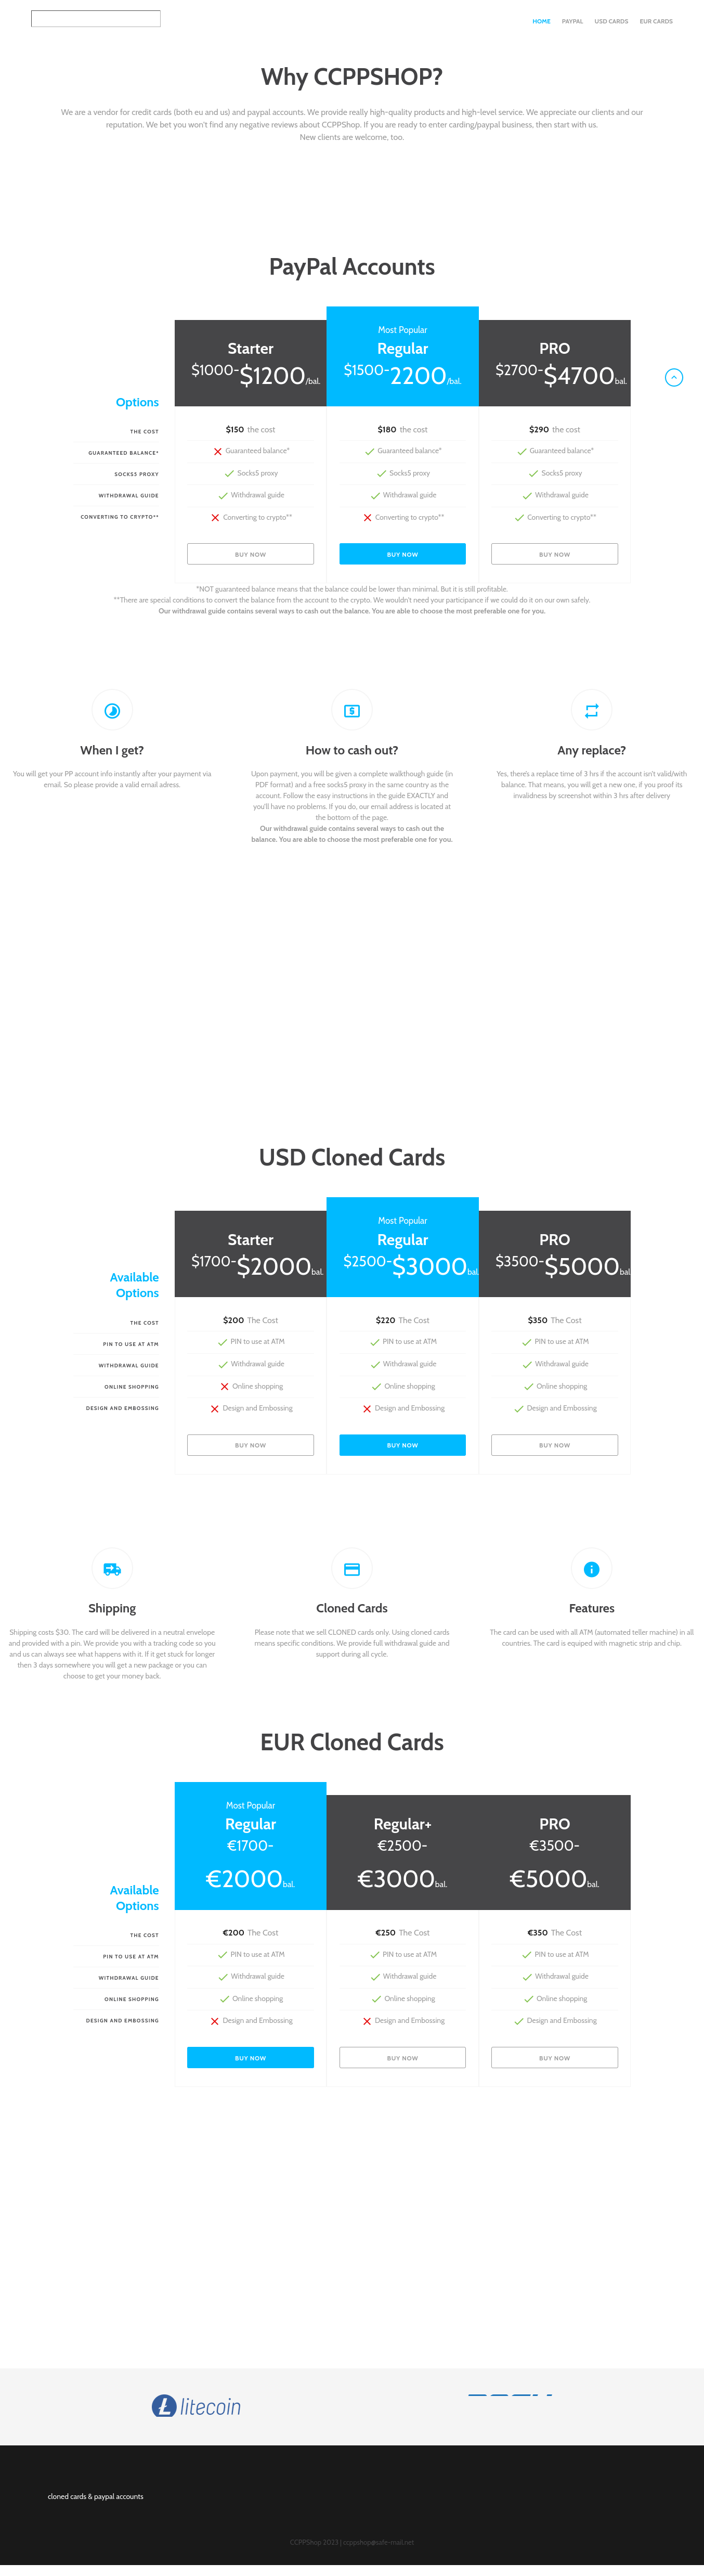 HOME PAYPAL USD CARDS EUR CARDS
Why CCPPSHOP?
We are a vendor for credit cards (both eu and us) and paypal accounts. We provide really high-quality products and high-level service. We appreciate our clients and our
reputation. We bet you won't find any negative reviews about CCPPShop. If you are ready to enter carding/paypal business, then start with us.
New clients are welcome, too.
PayPal Accounts
Options
THE COST
GUARANTEED BALANCE*
SOCKS5 PROXY
WITHDRAWAL GUIDE
CONVERTING TO CRYPTO**
Starter
$1000-$1200/bal.
$150 the cost
Guaranteed balance*
Socks5 proxy
Withdrawal guide
Converting to crypto**
BUY NOW
Most Popular
Regular
$1500-2200/bal.
$180 the cost
Guaranteed balance*
Socks5 proxy
Withdrawal guide
Converting to crypto**
BUY NOW
PRO
$2700-$4700bal.
$290 the cost
Guaranteed balance*
Socks5 proxy
Withdrawal guide
Converting to crypto**
BUY NOW
*NOT guaranteed balance means that the balance could be lower than minimal. But it is still profitable.
**There are special conditions to convert the balance from the account to the crypto. We wouldn't need your participance if we could do it on our own safely.
Our withdrawal guide contains several ways to cash out the balance. You are able to choose the most preferable one for you.
When I get?
You will get your PP account info instantly after your payment via
email. So please provide a valid email adress.
How to cash out?
Upon payment, you will be given a complete walkthough guide (in
PDF format) and a free socks5 proxy in the same country as the
account. Follow the easy instructions in the guide EXACTLY and
you'll have no problems. If you do, our email address is located at
the bottom of the page.
Our withdrawal guide contains several ways to cash out the
balance. You are able to choose the most preferable one for you.
Any replace?
Yes, there's a replace time of 3 hrs if the account isn't valid/with
balance. That means, you will get a new one, if you proof its
invalidness by screenshot within 3 hrs after delivery
USD Cloned Cards
Available
Options
THE COST
PIN TO USE AT ATM
WITHDRAWAL GUIDE
ONLINE SHOPPING
DESIGN AND EMBOSSING
Starter
$1700-$2000bal.
$200 The Cost
PIN to use at ATM
Withdrawal guide
Online shopping
Design and Embossing
BUY NOW
Most Popular
Regular
$2500-$3000bal.
$220 The Cost
PIN to use at ATM
Withdrawal guide
Online shopping
Design and Embossing
BUY NOW
PRO
$3500-$5000bal
$350 The Cost
PIN to use at ATM
Withdrawal guide
Online shopping
Design and Embossing
BUY NOW
Shipping
Shipping costs $30. The card will be delivered in a neutral envelope
and provided with a pin. We provide you with a tracking code so you
and us can always see what happens with it. If it get stuck for longer
then 3 days somewhere you will get a new package or you can
choose to get your money back.
Cloned Cards
Please note that we sell CLONED cards only. Using cloned cards
means specific conditions. We provide full withdrawal guide and
support during all cycle.
Features
The card can be used with all ATM (automated teller machine) in all
countries. The card is equiped with magnetic strip and chip.
EUR Cloned Cards
Available
Options
THE COST
PIN TO USE AT ATM
WITHDRAWAL GUIDE
ONLINE SHOPPING
DESIGN AND EMBOSSING
Most Popular
Regular
€1700-
€2000bal.
€200 The Cost
PIN to use at ATM
Withdrawal guide
Online shopping
Design and Embossing
BUY NOW
Regular+
€2500-
€3000bal.
€250 The Cost
PIN to use at ATM
Withdrawal guide
Online shopping
Design and Embossing
BUY NOW
PRO
€3500-
€5000bal.
€350 The Cost
PIN to use at ATM
Withdrawal guide
Online shopping
Design and Embossing
BUY NOW
litecoin
cloned cards & paypal accounts
CCPPShop 2023 | ccppshop@safe-mail.net